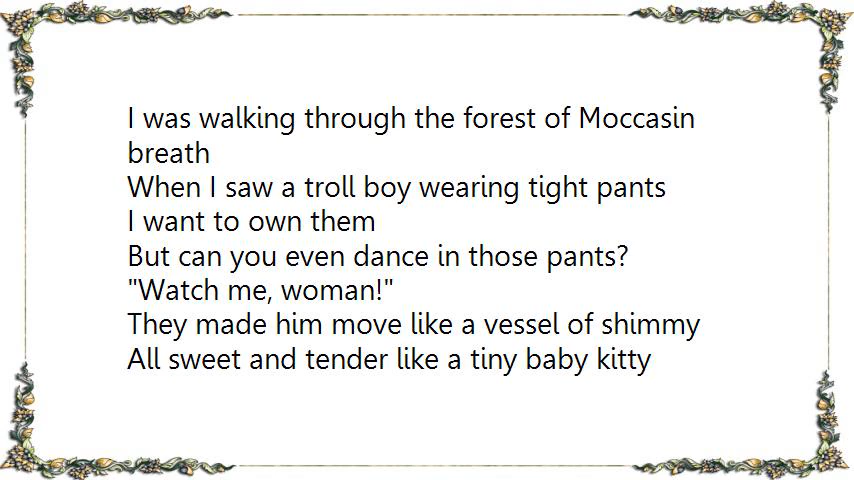 I was walking through the forest of Moccasin
breath
When I saw a troll boy wearing tight pants
I want to own them
But can you even dance in those pants?
"Watch me, woman!"
They made him move like a vessel of shimmy
All sweet and tender like a tiny baby kitty